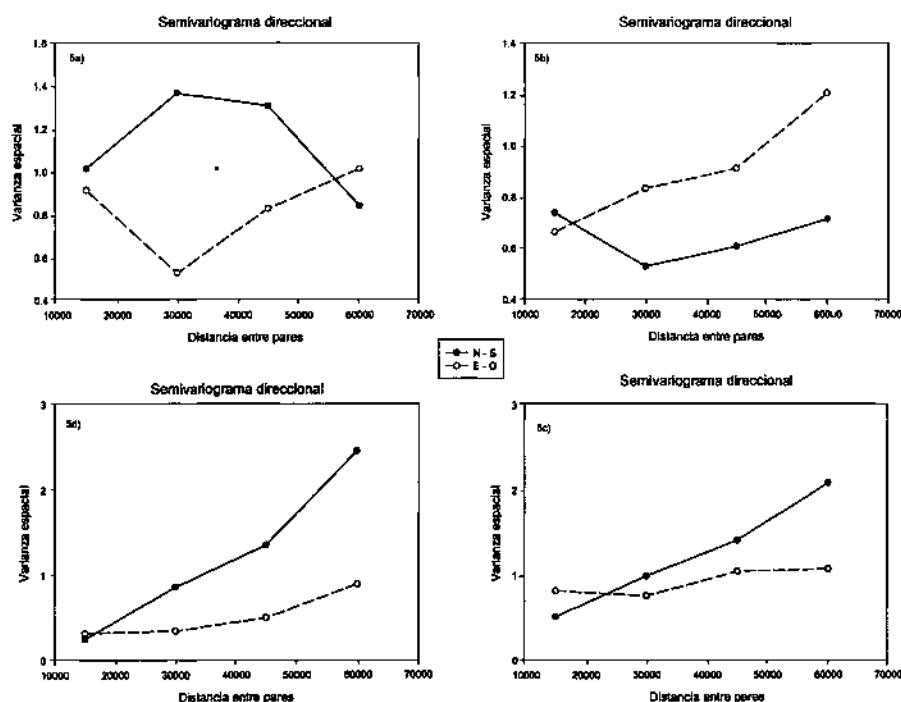 Semivariograma direccional
5a)
1.6
1.4
1.2
1.0
0.8
0.6
0.4
Varianza espacial
10000 20000 30000 40000 50000 60000 70000
Distancia entre pares
Semivariograma direccional
5b)
1.4
1.2
1.0
0.8
0.6
0.4
Varianza espacial
10000 20000 30000 40000 50000 60000 70000
Distancia entre pares
N - S
E - O
Semivariograma direccional
5d)
3
2
1
0
Varianza espacial
10000 20000 30000 40000 50000 60000 70000
Distancia entre pares
Semivariograma direccional
5c)
3
2
1
0
Varianza espacial
10000 20000 30000 40000 50000 60000 70000
Distancia entre pares